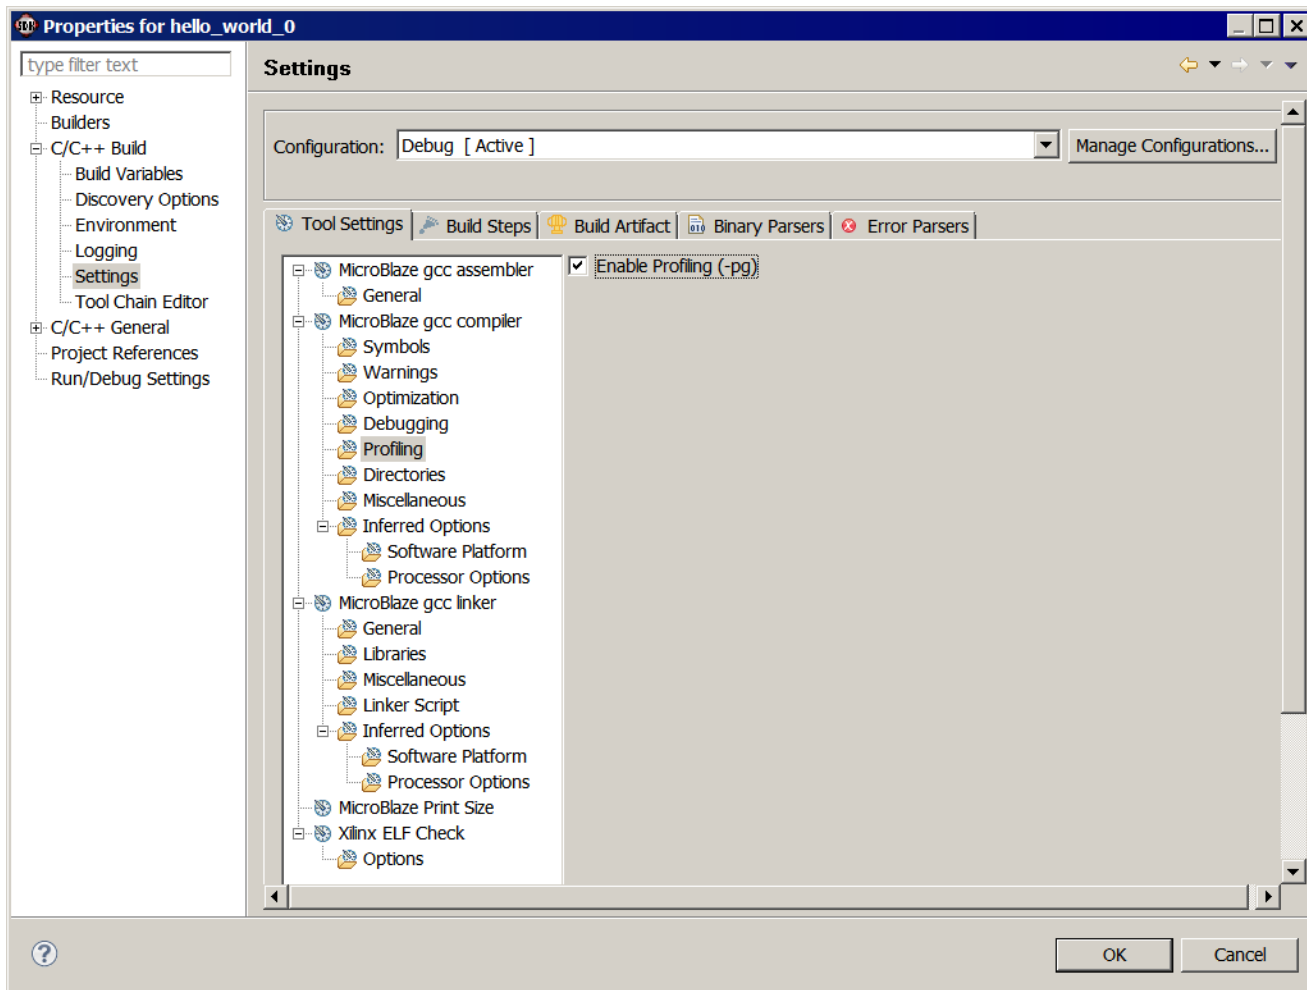 Properties for hello_world_0
type filter text
Settings
Resource
Builders
C/C++ Build
Build Variables
Discovery Options
Environment
Logging
Settings
Tool Chain Editor
C/C++ General
Project References
Run/Debug Settings
Configuration: Debug [ Active ] Manage Configurations...
Tool Settings Build Steps Build Artifact Binary Parsers Error Parsers
MicroBlaze gcc assembler
General
MicroBlaze gcc compiler
Symbols
Warnings
Optimization
Debugging
Profiling
Directories
Miscellaneous
Inferred Options
Software Platform
Processor Options
MicroBlaze gcc linker
General
Libraries
Miscellaneous
Linker Script
Inferred Options
Software Platform
Processor Options
MicroBlaze Print Size
Xilinx ELF Check
Options
Enable Profiling (-pg)
OK Cancel